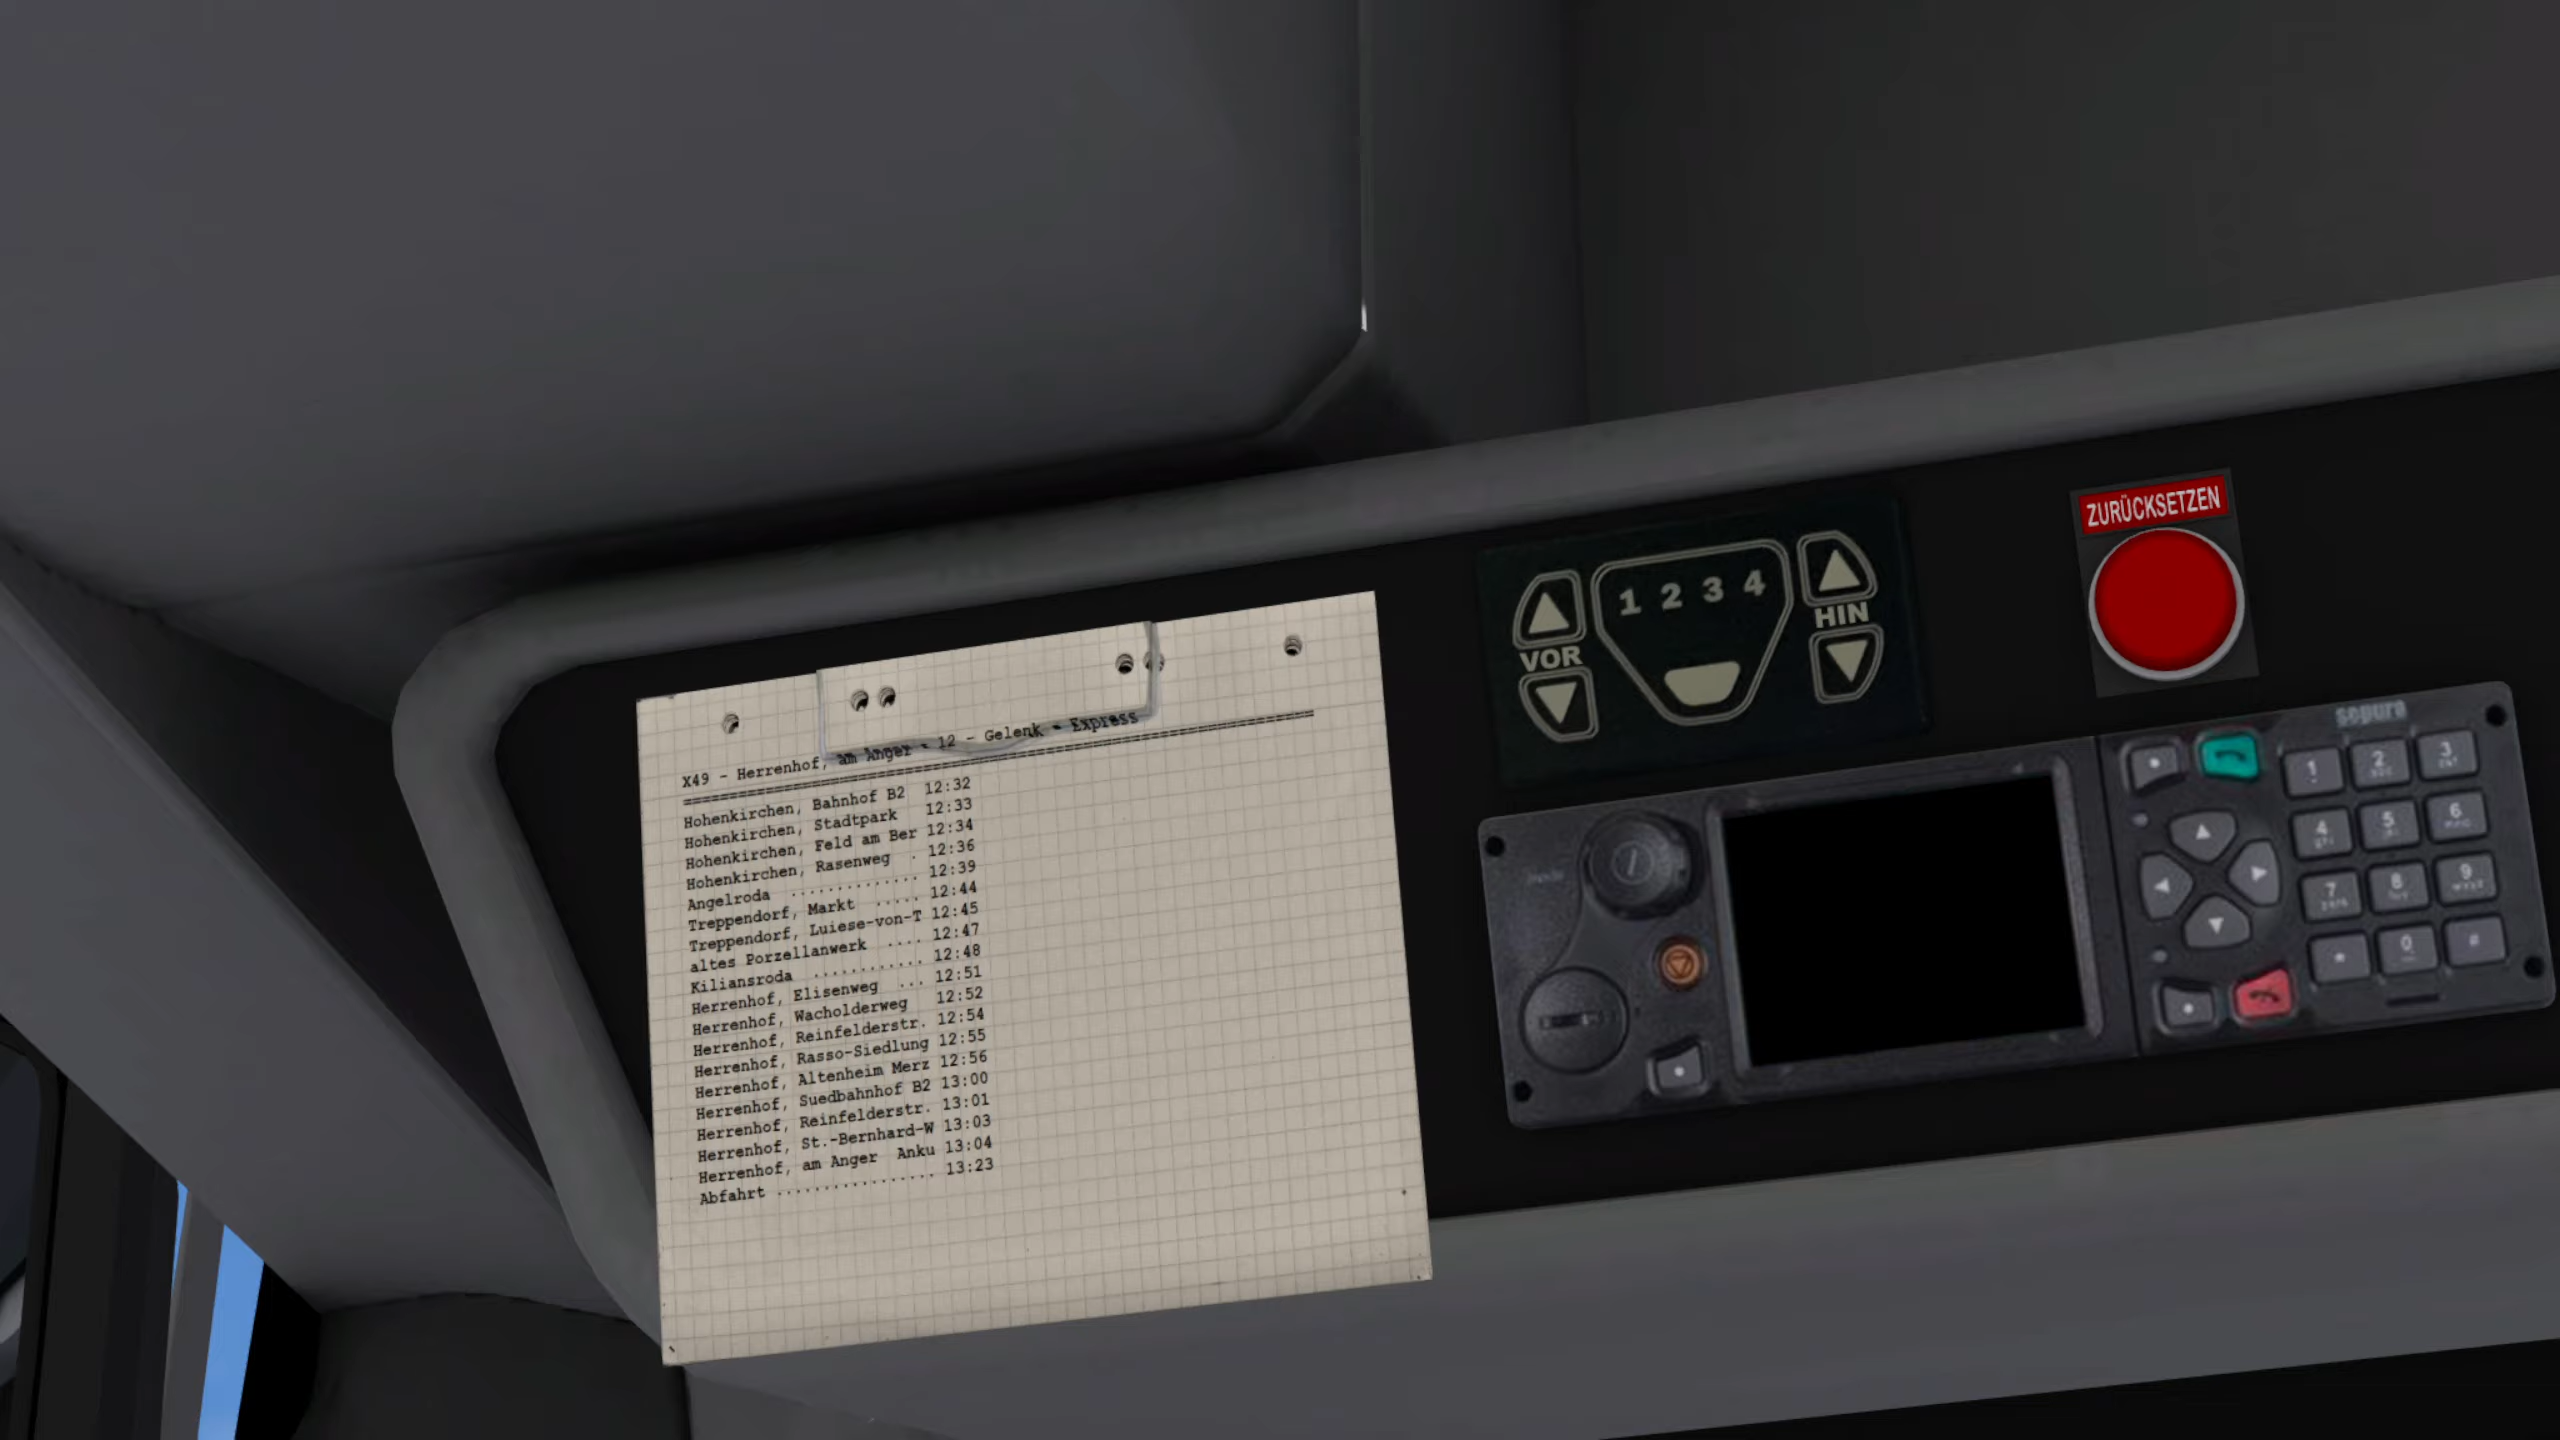 X49 - Herrenhof, am Anger - 12 - Gelenk - Express
Hohenkirchen, Bahnhof B2 12:32
Hohenkirchen, Stadtpark 12:33
Hohenkirchen, Feld am Ber 12:34
Hohenkirchen, Rasenweg . 12:36
Angelroda .............. 12:39
Treppendorf, Markt ..... 12:44
Treppendorf, Luiese-von-T 12:45
altes Porzellanwerk .... 12:47
Kiliansroda ............ 12:48
Herrenhof, Elisenweg ... 12:51
Herrenhof, Wacholderweg 12:52
Herrenhof, Reinfelderstr. 12:54
Herrenhof, Rasso-Siedlung 12:55
Herrenhof, Altenheim Merz 12:56
Herrenhof, Suedbahnhof B2 13:00
Herrenhof, Reinfelderstr. 13:01
Herrenhof, St.-Bernhard-W 13:03
Herrenhof, am Anger Anku 13:04
Abfahrt ................. 13:23
VOR
1 2 3 4
HIN
ZURÜCKSETZEN
sepura
1 2 3
4 5 6
7 8 9
* 0 #